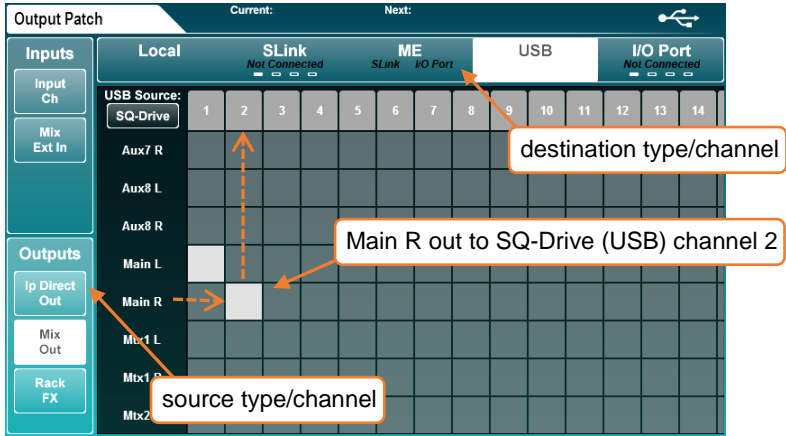 Output Patch
Current:
Next:
Inputs
Input
Ch
Mix
Ext In
Outputs
Ip Direct
Out
Mix
Out
Rack
FX
Local
SLink
Not Connected
ME
SLink I/O Port
USB
I/O Port
Not Connected
USB Source:
SQ-Drive
1 2 3 4 5 6 7 8 9 10 11 12 13 14
destination type/channel
Aux7 R
Aux8 L
Aux8 R
Main R out to SQ-Drive (USB) channel 2
Main L
Main R
Mtx1 L
source type/channel